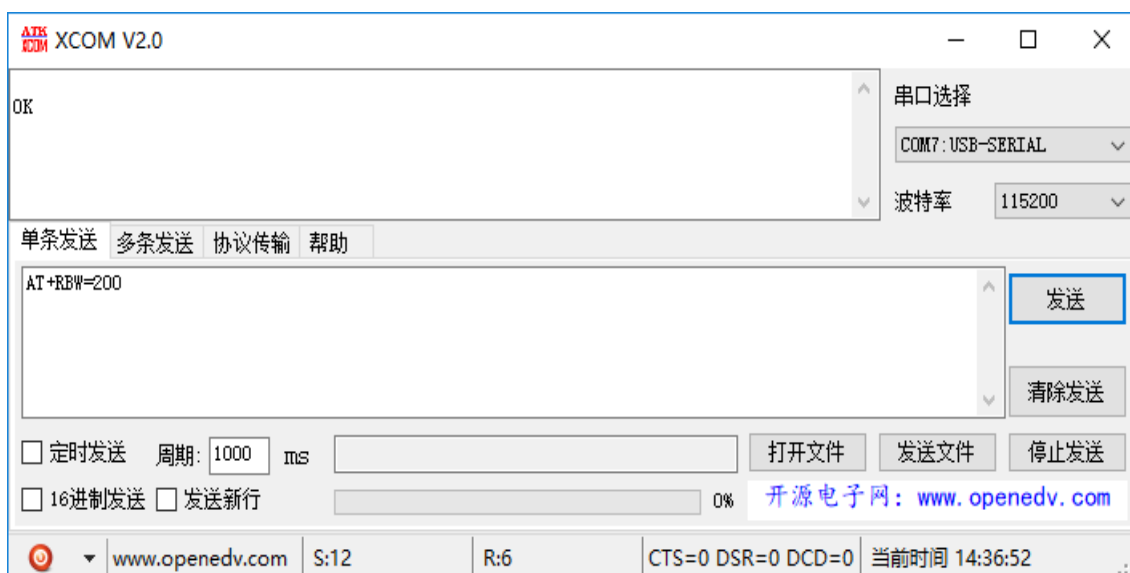 ATK XCOM XCOM V2.0
OK
串口选择
COM7:USB-SERIAL
波特率 115200
单条发送 多条发送 协议传输 帮助
AT+RBW=200
发送
清除发送
定时发送 周期: 1000 ms 打开文件 发送文件 停止发送
16进制发送 发送新行 0% 开源电子网：www.openedv.com
www.openedv.com S:12 R:6 CTS=0 DSR=0 DCD=0 当前时间 14:36:52